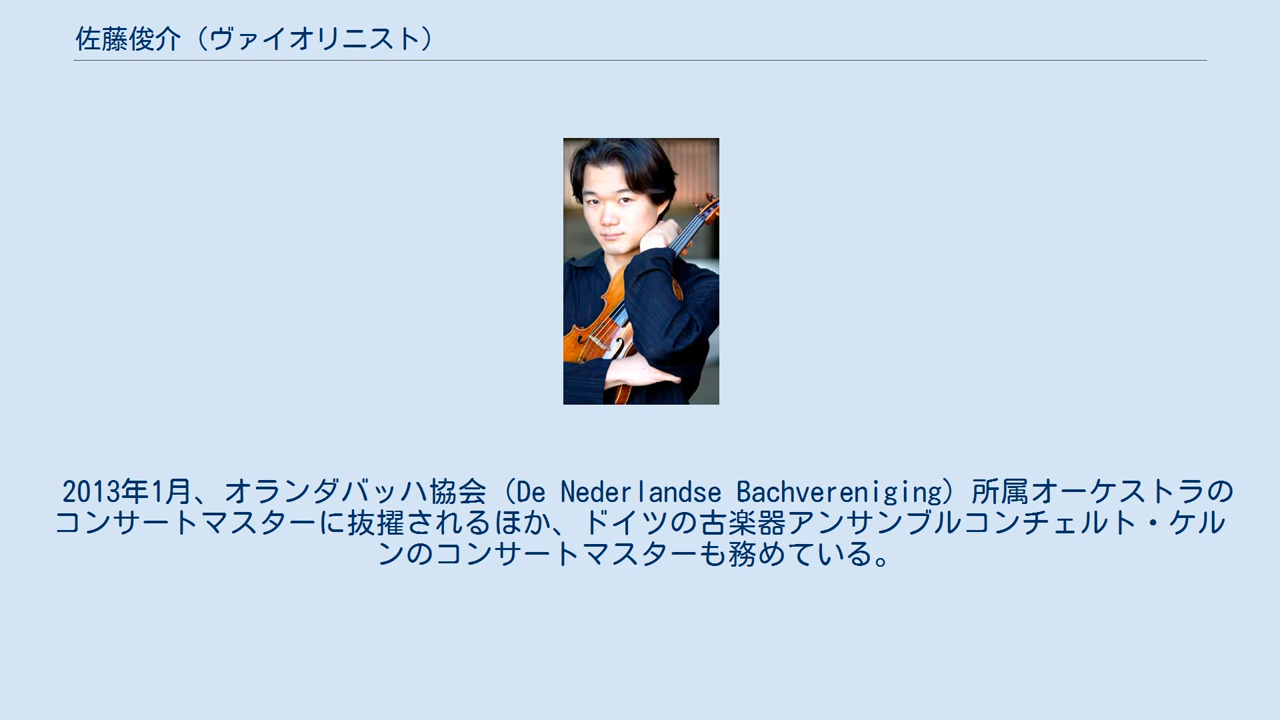 佐藤俊介（ヴァイオリニスト）
2013年1月、オランダバッハ協会（De Nederlandse Bachvereniging）所属オーケストラの
コンサートマスターに抜擢されるほか、ドイツの古楽器アンサンブルコンチェルト・ケル
ンのコンサートマスターも務めている。